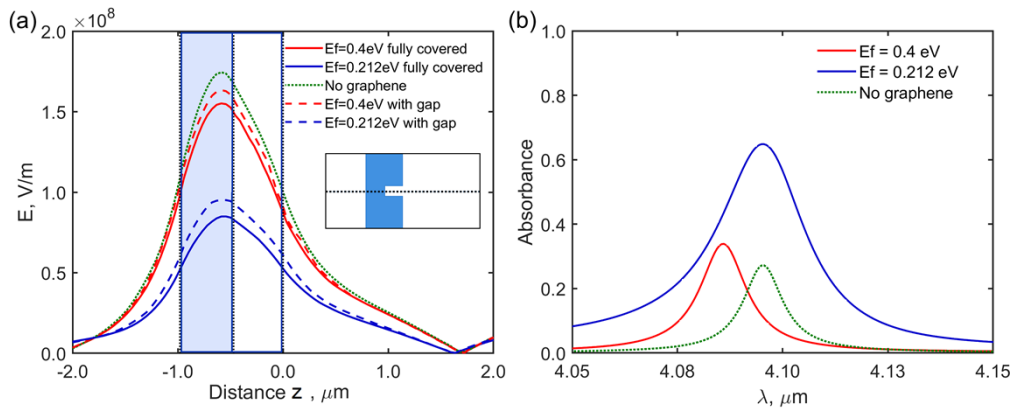 (a)
×10⁸
2.0
1.5
1.0
0.5
0.0
E, V/m
-2.0 -1.0 0.0 1.0 2.0
Distance z , μm
Ef=0.4eV fully covered
Ef=0.212eV fully covered
No graphene
Ef=0.4eV with gap
Ef=0.212eV with gap
(b)
1.0
0.8
0.6
0.4
0.2
0.0
Absorbance
4.05 4.08 4.10 4.13 4.15
λ, μm
Ef = 0.4 eV
Ef = 0.212 eV
No graphene